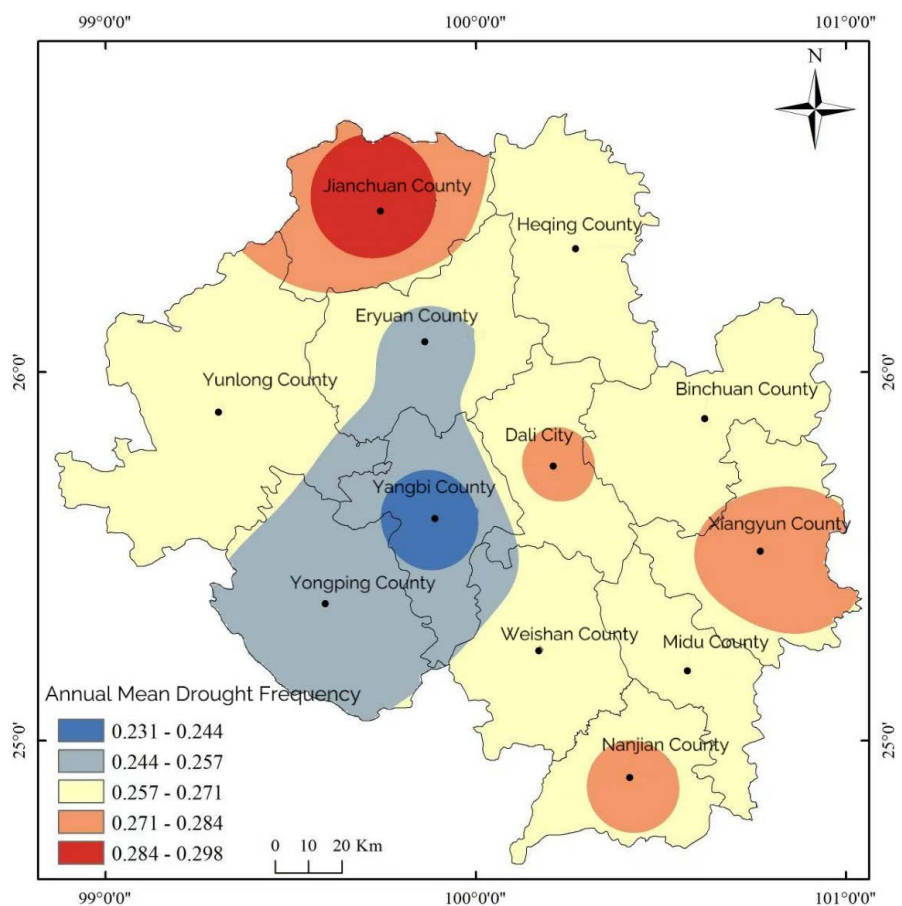 99°0'0"
100°0'0"
101°0'0"
N
Jianchuan County
Heqing County
Eryuan County
26°0'
26°0'
Yunlong County
Binchuan County
Dali City
Yangbi County
Xiangyun County
Yongping County
Weishan County
Midu County
Annual Mean Drought Frequency
0.231 - 0.244
0.244 - 0.257
0.257 - 0.271
0.271 - 0.284
0.284 - 0.298
25°0'
25°0'
Nanjian County
0 10 20 Km
99°0'0"
100°0'0"
101°0'0"